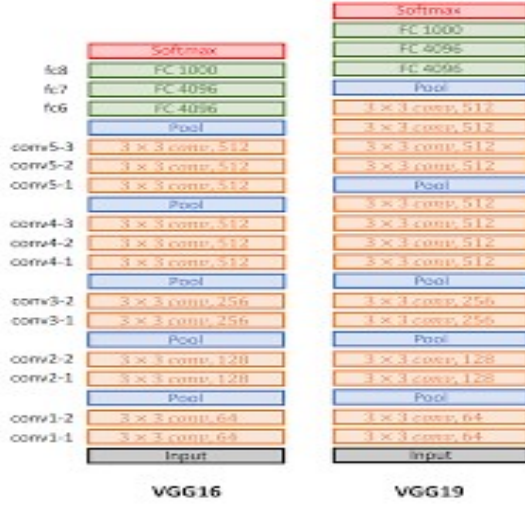 Softmax
fc8 FC 1000
fc7 FC 4096
fc6 FC 4096
Pool
conv5-3 3 × 3 conv, 512
conv5-2 3 × 3 conv, 512
conv5-1 3 × 3 conv, 512
Pool
conv4-3 3 × 3 conv, 512
conv4-2 3 × 3 conv, 512
conv4-1 3 × 3 conv, 512
Pool
conv3-2 3 × 3 conv, 256
conv3-1 3 × 3 conv, 256
Pool
conv2-2 3 × 3 conv, 128
conv2-1 3 × 3 conv, 128
Pool
conv1-2 3 × 3 conv, 64
conv1-1 3 × 3 conv, 64
Input
VGG16
Softmax
FC 1000
FC 4096
FC 4096
Pool
3 × 3 conv, 512
3 × 3 conv, 512
3 × 3 conv, 512
3 × 3 conv, 512
Pool
3 × 3 conv, 512
3 × 3 conv, 512
3 × 3 conv, 512
3 × 3 conv, 512
Pool
3 × 3 conv, 256
3 × 3 conv, 256
Pool
3 × 3 conv, 128
3 × 3 conv, 128
Pool
3 × 3 conv, 64
3 × 3 conv, 64
Input
VGG19